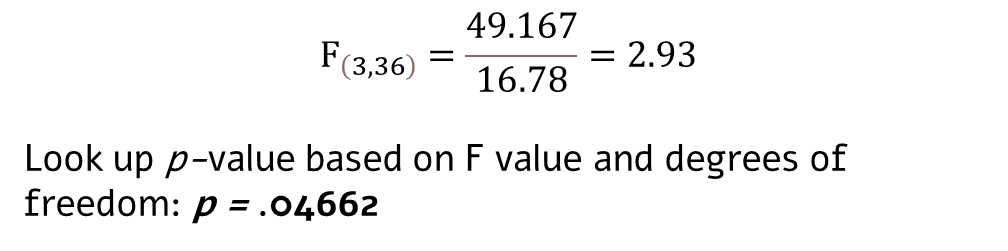 F(3,36) = 49.167 / 16.78 = 2.93
Look up p-value based on F value and degrees of
freedom: p = .04662